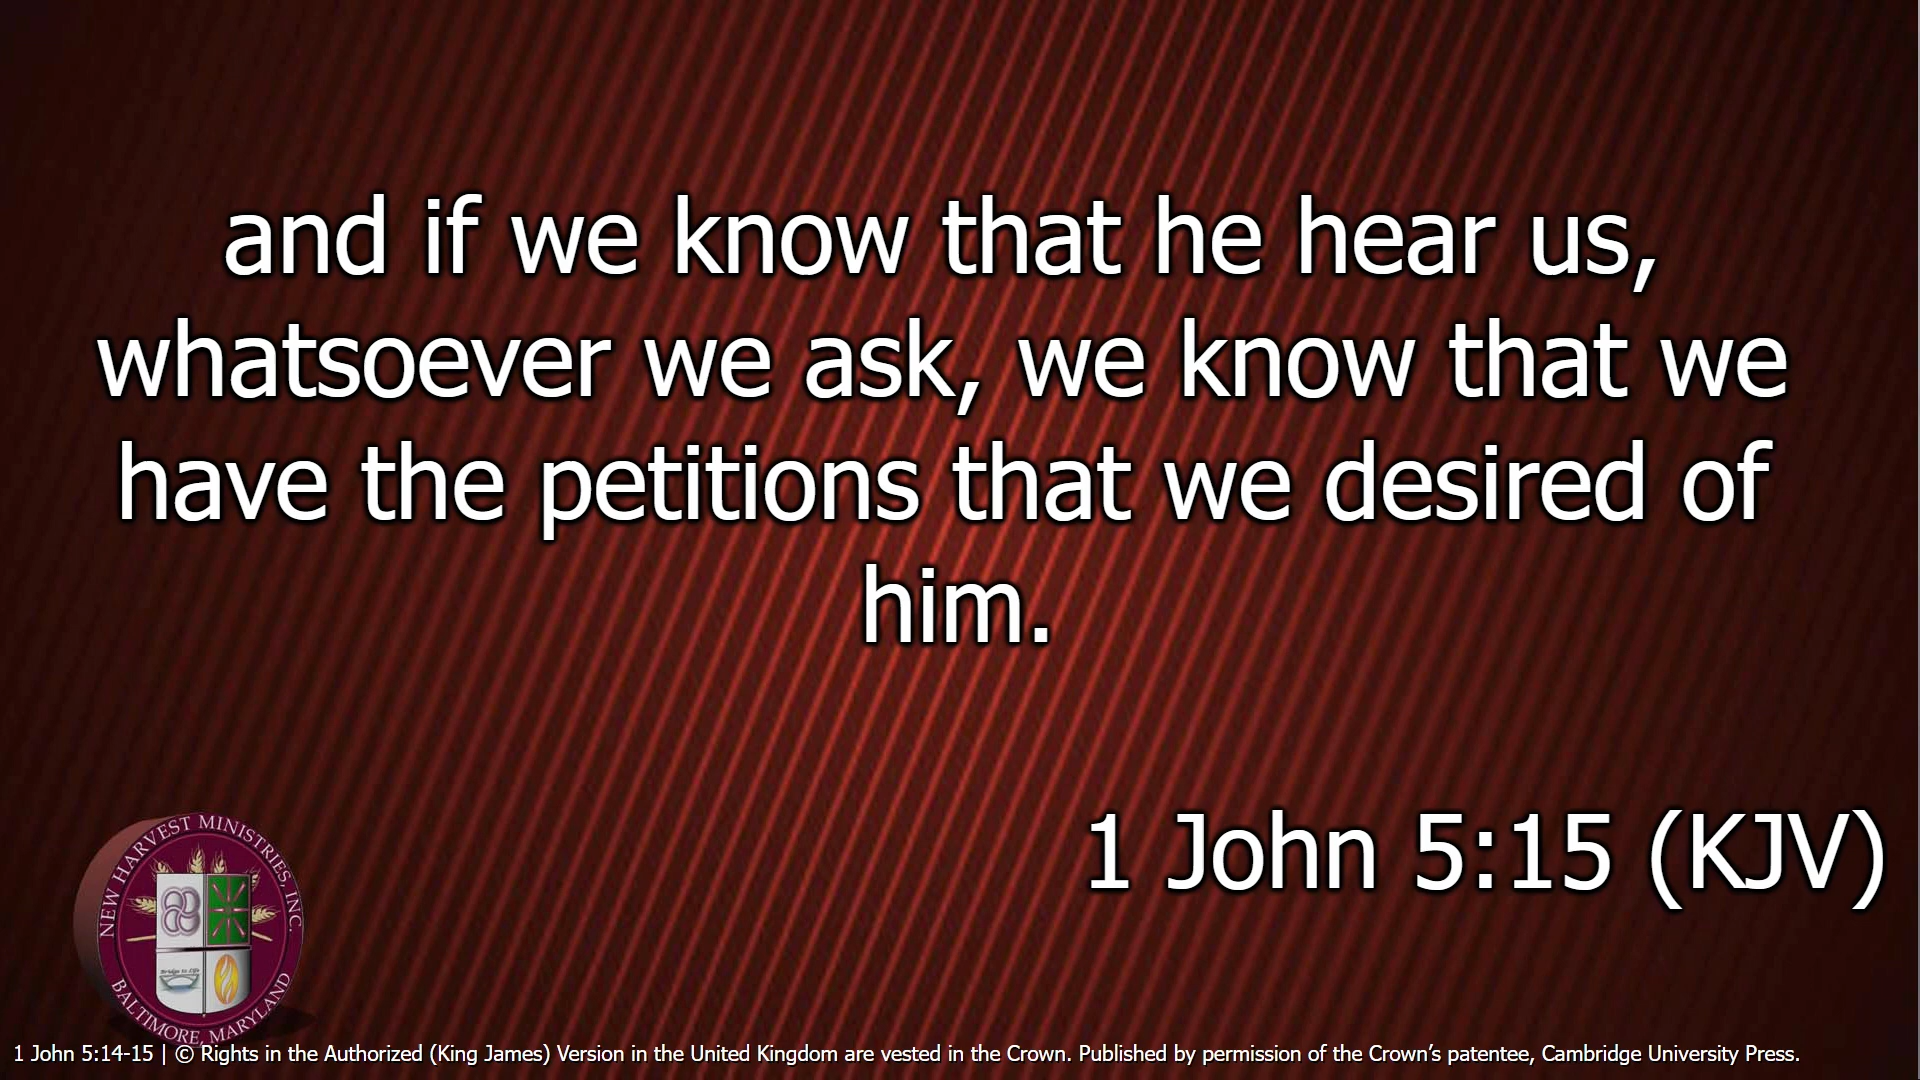 and if we know that he hear us,
whatsoever we ask, we know that we
have the petitions that we desired of
him.
1 John 5:15 (KJV)
NEW HARVEST MINISTRIES, INC.
Bridge to Life
BALTIMORE, MARYLAND
1 John 5:14-15 | © Rights in the Authorized (King James) Version in the United Kingdom are vested in the Crown. Published by permission of the Crown’s patentee, Cambridge University Press.